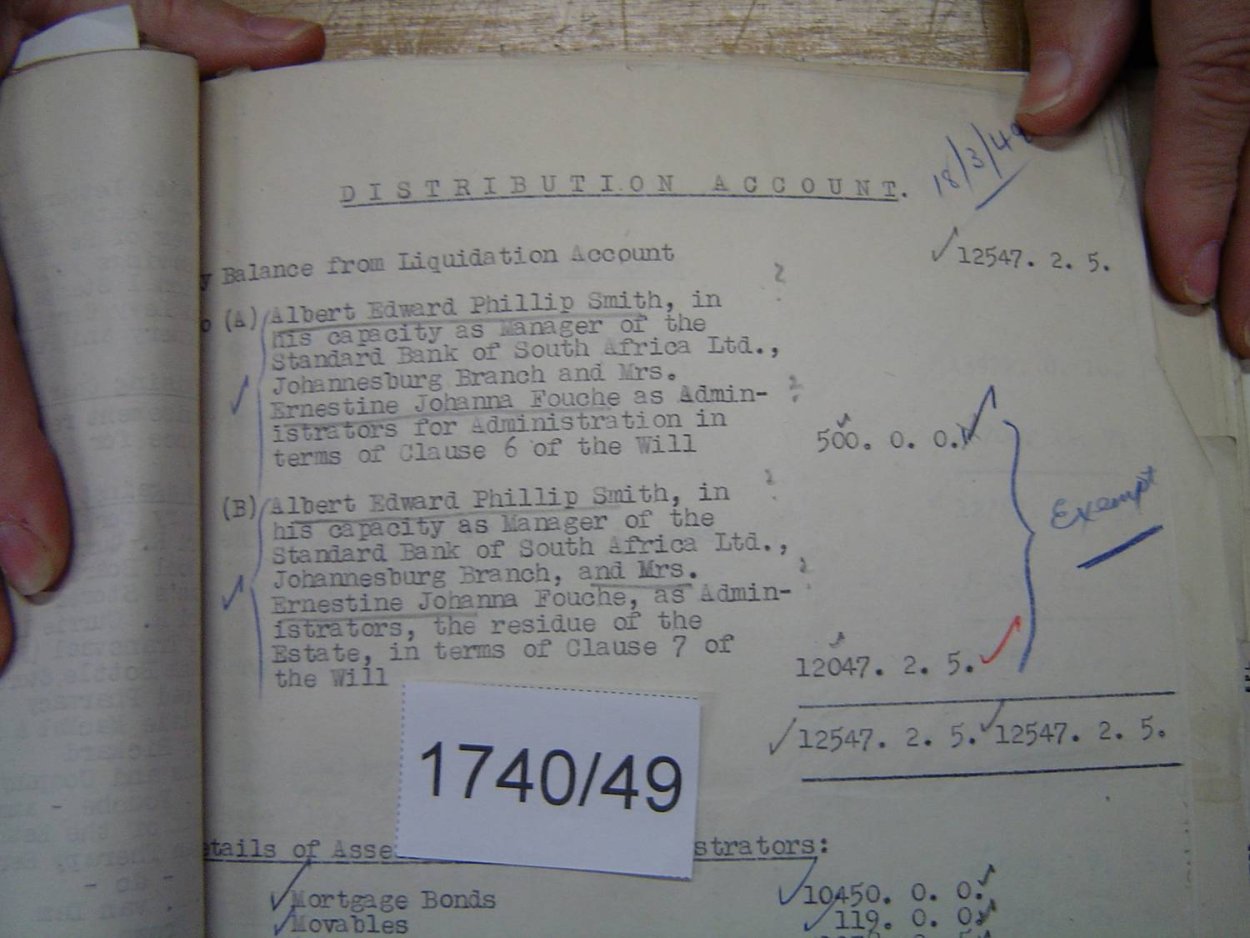 18/3/49
DISTRIBUTION ACCOUNT.
y Balance from Liquidation Account 12547. 2. 5.
o (A) Albert Edward Phillip Smith, in
his capacity as Manager of the
Standard Bank of South Africa Ltd.,
Johannesburg Branch and Mrs.
Ernestine Johanna Fouche as Admin-
istrators for Administration in
terms of Clause 6 of the Will 500. 0. 0.
(B) Albert Edward Phillip Smith, in
his capacity as Manager of the
Standard Bank of South Africa Ltd.,
Johannesburg Branch, and Mrs.
Ernestine Johanna Fouche, as Admin-
istrators, the residue of the
Estate, in terms of Clause 7 of
the Will 12047. 2. 5.
Exempt
12547. 2. 5. 12547. 2. 5.
1740/49
etails of Asse strators:
Mortgage Bonds 10450. 0. 0.
Movables 119. 0. 0.